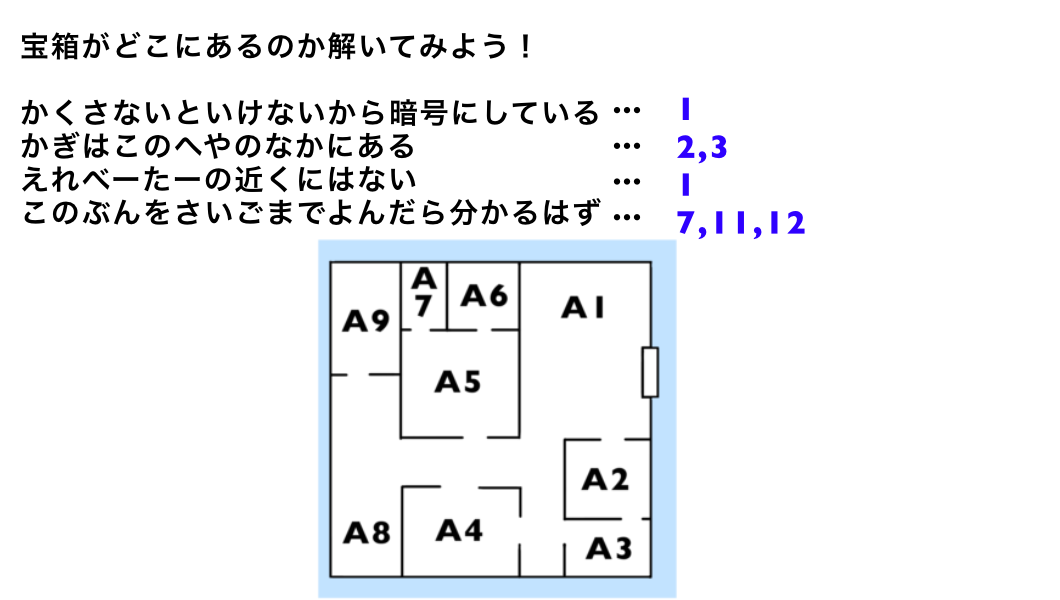 宝箱がどこにあるのか解いてみよう！
かくさないといけないから暗号にしている … 1
かぎはこのへやのなかにある … 2,3
えれべーたーの近くにはない … 1
このぶんをさいごまでよんだら分かるはず … 7,11,12
A7
A6
A1
A9
A5
A2
A4
A8
A3